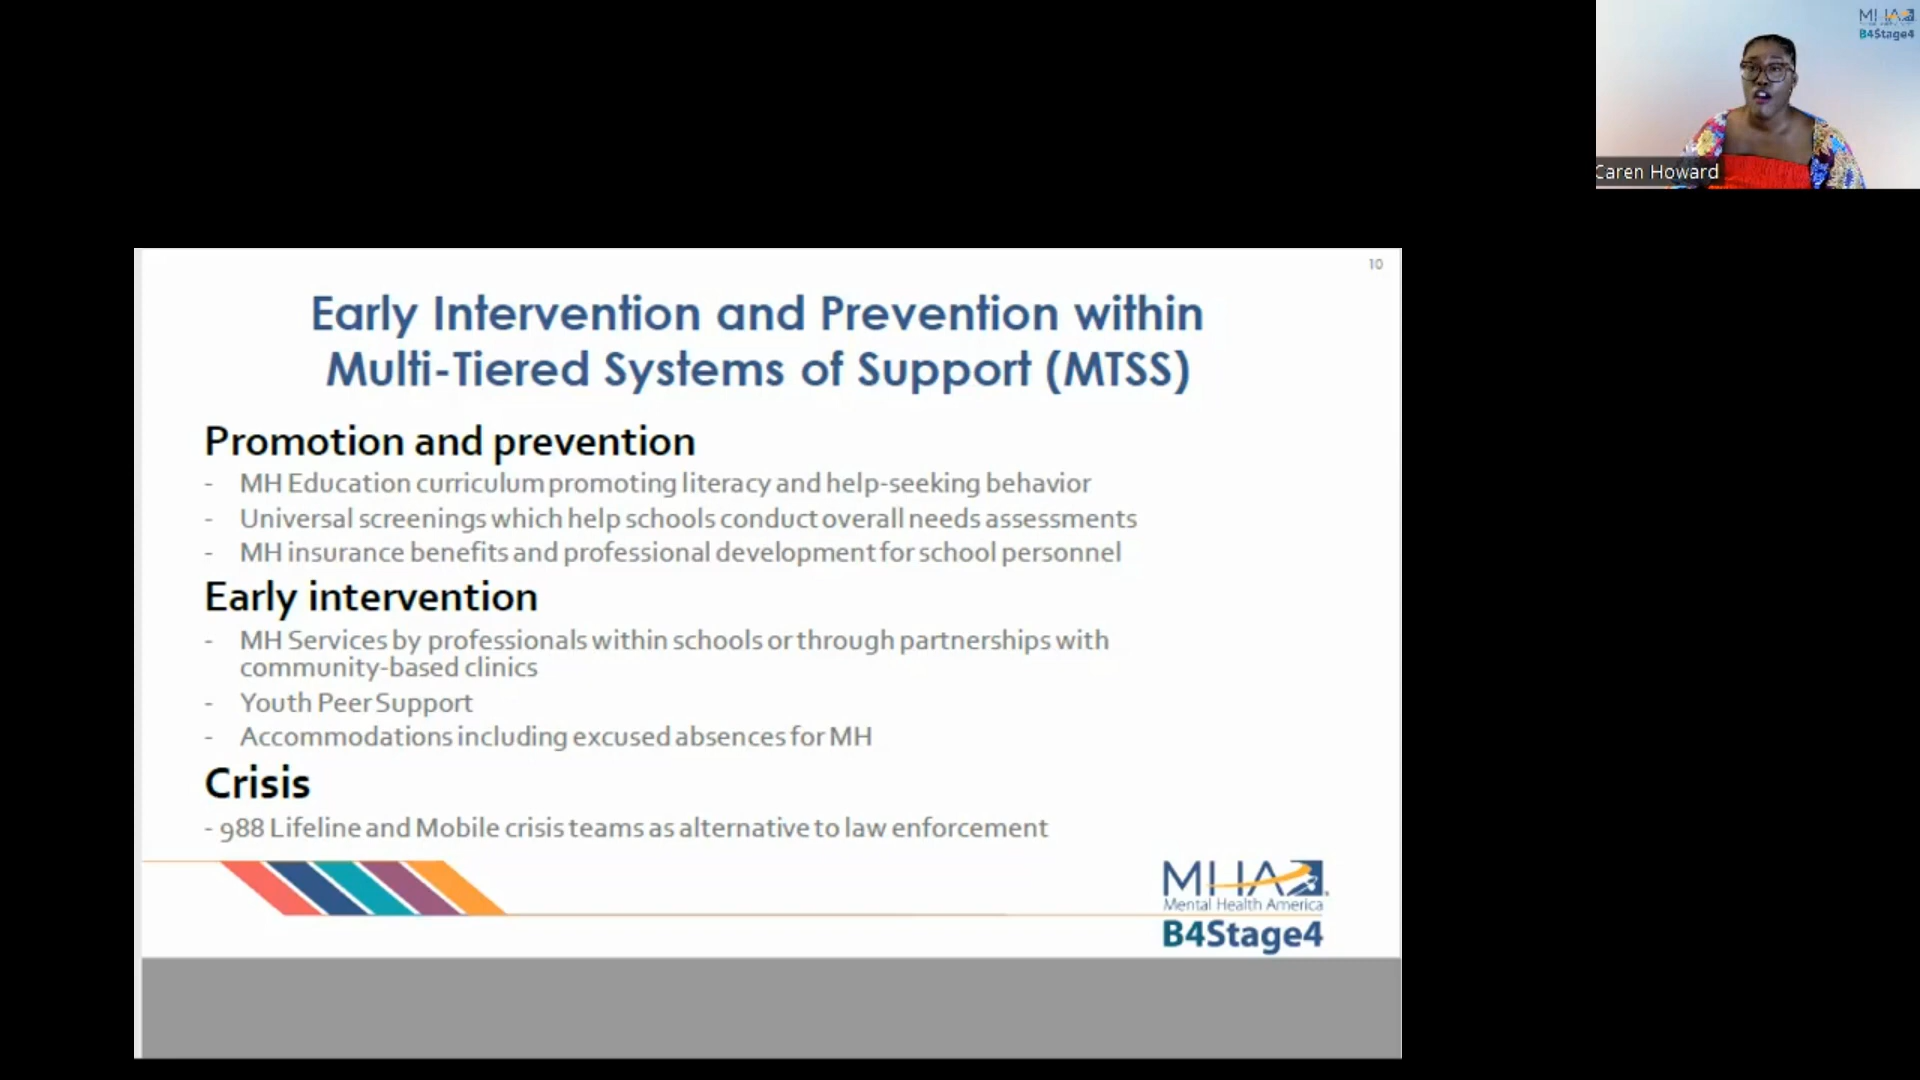 MHA
B4Stage4
Caren Howard
10
Early Intervention and Prevention within
Multi-Tiered Systems of Support (MTSS)
Promotion and prevention
- MH Education curriculum promoting literacy and help-seeking behavior
- Universal screenings which help schools conduct overall needs assessments
- MH insurance benefits and professional development for school personnel
Early intervention
- MH Services by professionals within schools or through partnerships with
community-based clinics
- Youth Peer Support
- Accommodations including excused absences for MH
Crisis
- 988 Lifeline and Mobile crisis teams as alternative to law enforcement
MHA
Mental Health America
B4Stage4